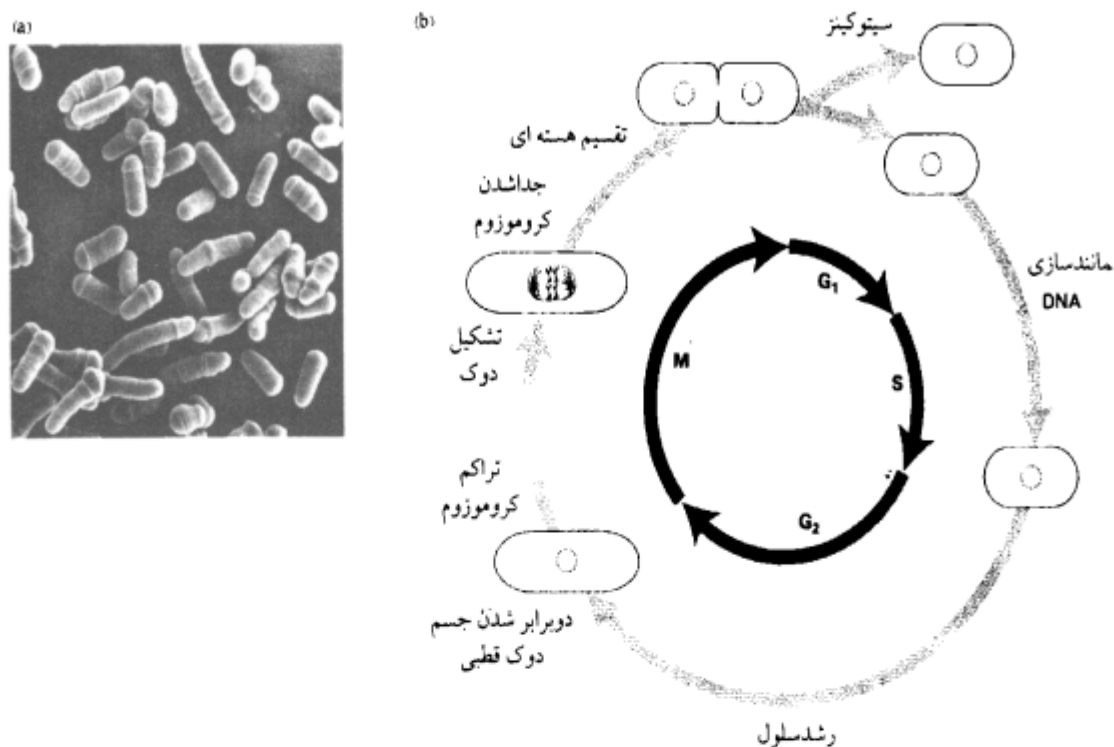 (a)
(b)
سیتوکینز
تقسیم هسته ای
جداشدن
کروموزوم
مانندسازی
DNA
G₁
تشکیل
دوک
M
S
تراکم
کروموزوم
G₂
دوبرابر شدن جسم
دوک قطبی
رشدسلول